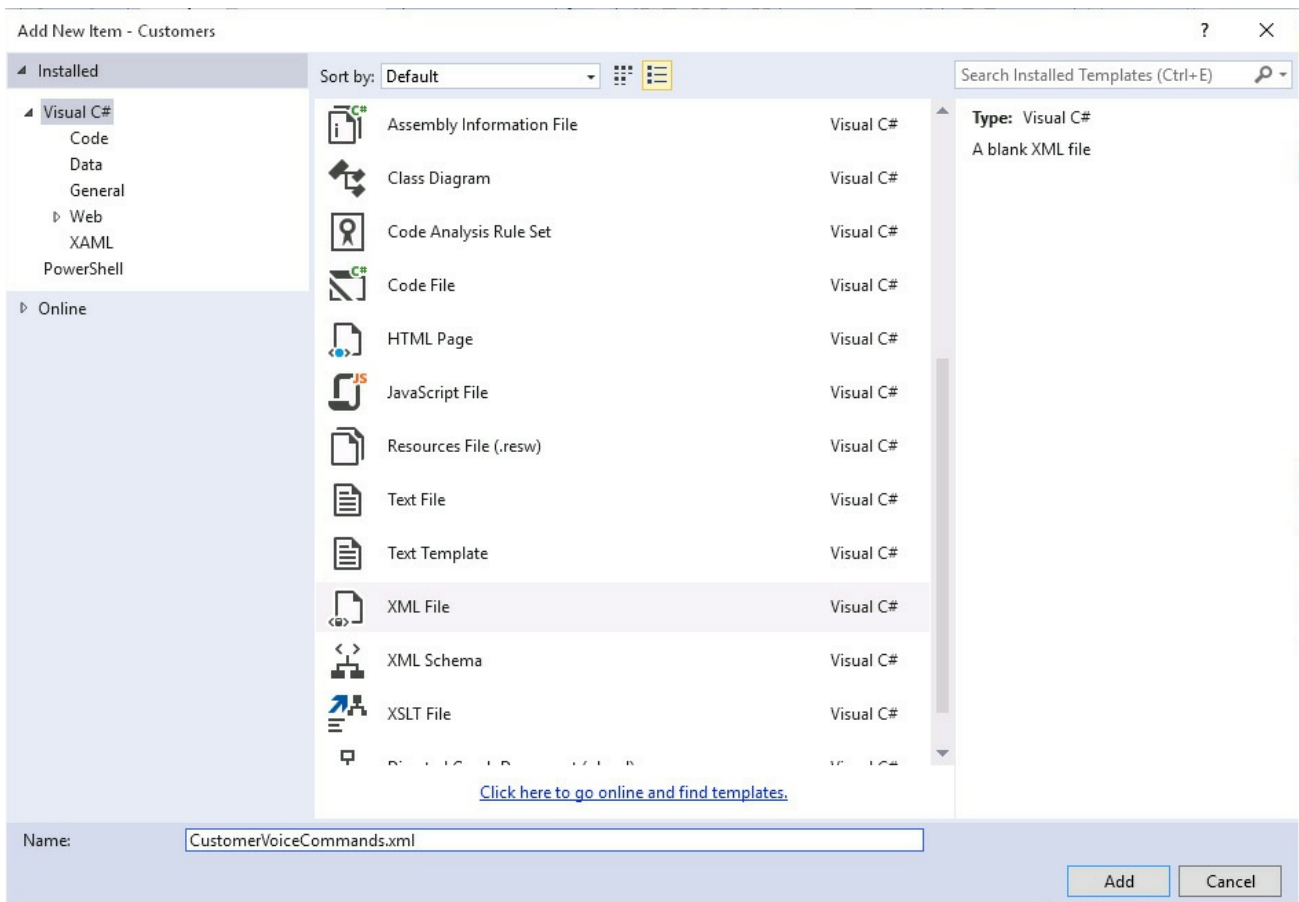 Add New Item - Customers
?
Installed
Sort by: Default
Search Installed Templates (Ctrl+E)
Visual C#
Code
Data
General
Web
XAML
PowerShell
Online
Assembly Information File Visual C#
Class Diagram Visual C#
Code Analysis Rule Set Visual C#
Code File Visual C#
HTML Page Visual C#
JavaScript File Visual C#
Resources File (.resw) Visual C#
Text File Visual C#
Text Template Visual C#
XML File Visual C#
XML Schema Visual C#
XSLT File Visual C#
Click here to go online and find templates.
Type: Visual C#
A blank XML file
Name: CustomerVoiceCommands.xml
Add Cancel